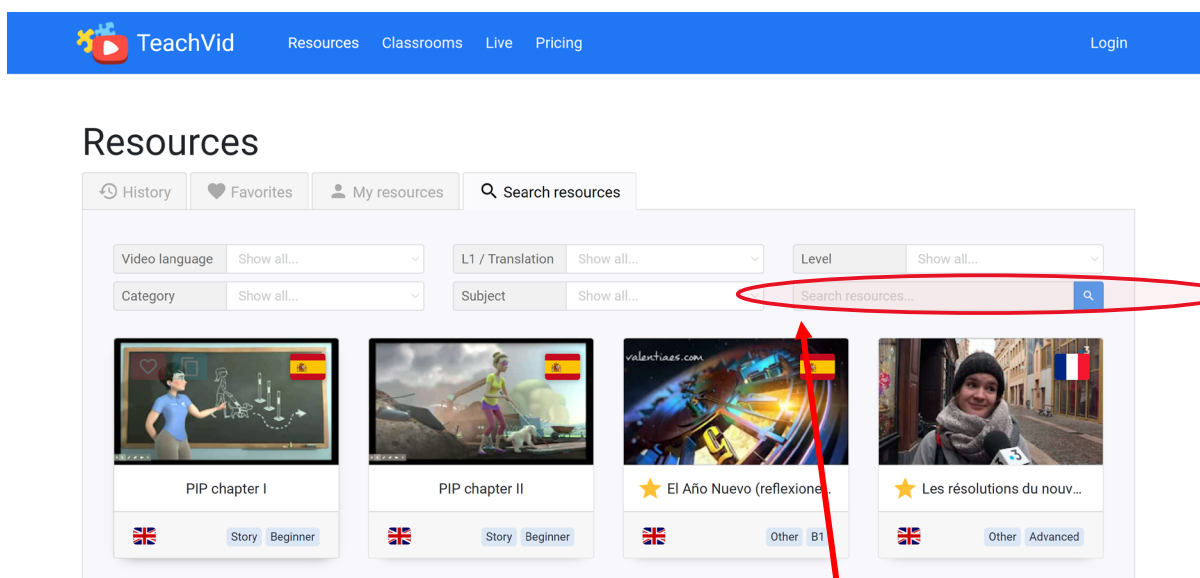 TeachVid Resources Classrooms Live Pricing Login
Resources
History Favorites My resources Search resources
Video language Show all... L1 / Translation Show all... Level Show all...
Category Show all... Subject Show all... Search resources...
valentiaes.com
3
PIP chapter I PIP chapter II El Año Nuevo (reflexione... Les résolutions du nouv...
Story Beginner Story Beginner Other B1 Other Advanced